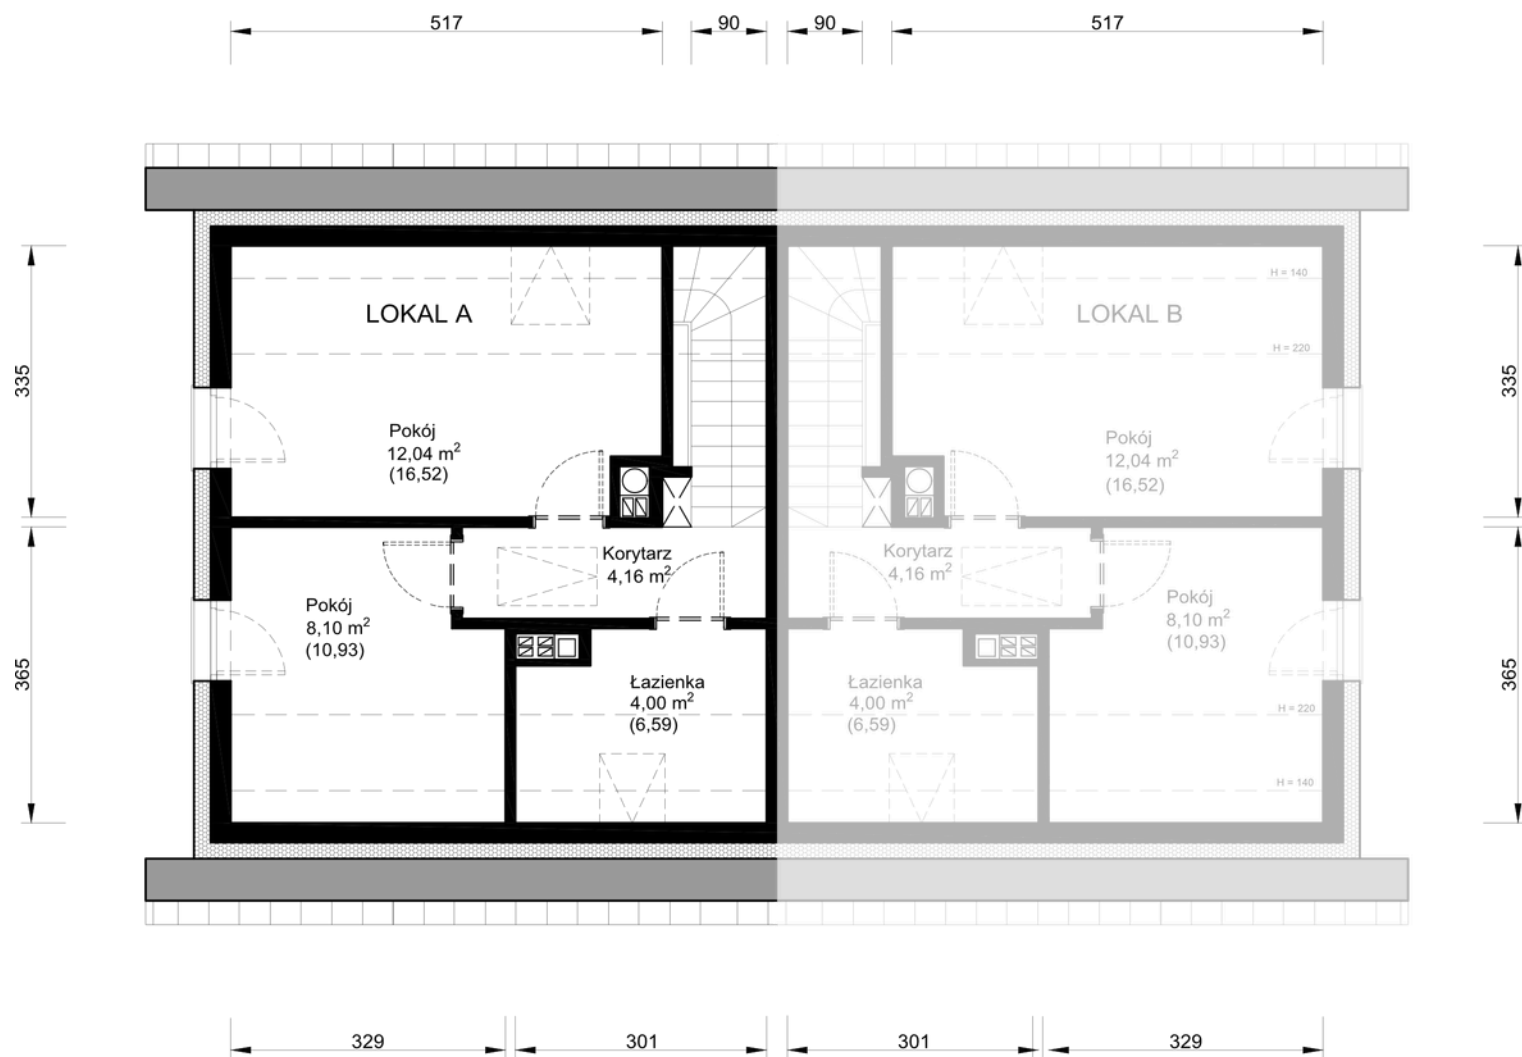 517
90
90
517
H = 140
LOKAL A
LOKAL B
H = 220
335
335
Pokój
12,04 m²
(16,52)
Pokój
12,04 m²
(16,52)
Korytarz
4,16 m²
Korytarz
4,16 m²
Pokój
8,10 m²
(10,93)
Pokój
8,10 m²
(10,93)
365
365
Łazienka
4,00 m²
(6,59)
Łazienka
4,00 m²
(6,59)
H = 220
H = 140
329
301
301
329